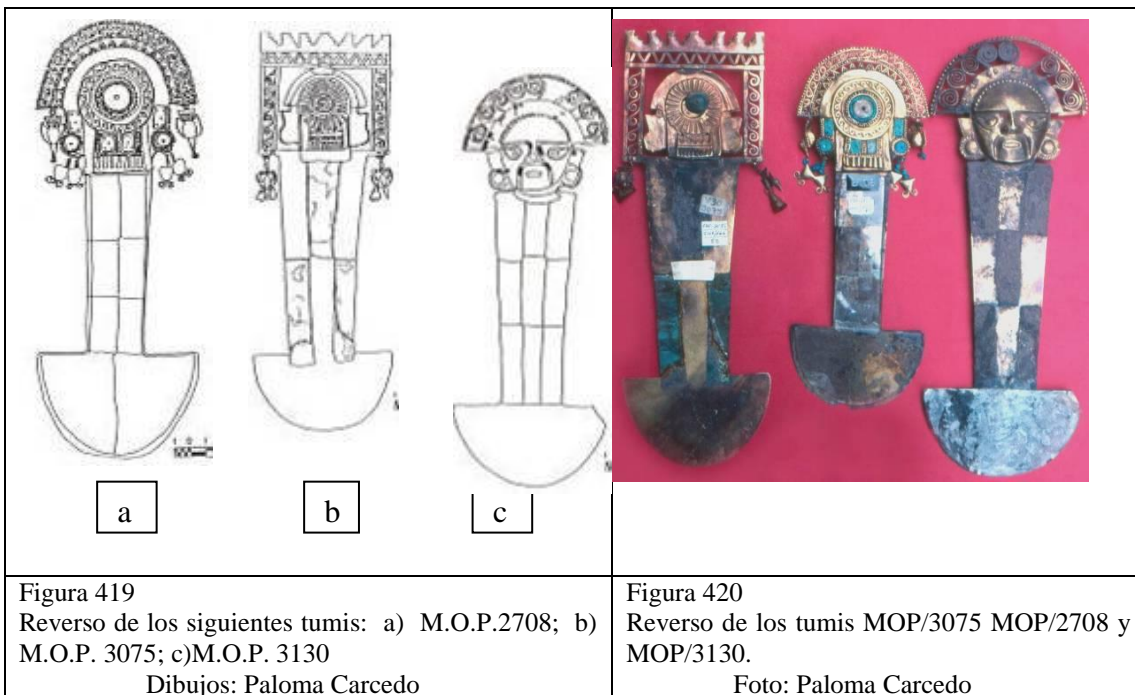 a
b
c
Figura 419
Reverso de los siguientes tumis: a) M.O.P.2708; b)
M.O.P. 3075; c)M.O.P. 3130
Dibujos: Paloma Carcedo
Figura 420
Reverso de los tumis MOP/3075 MOP/2708 y
MOP/3130.
Foto: Paloma Carcedo